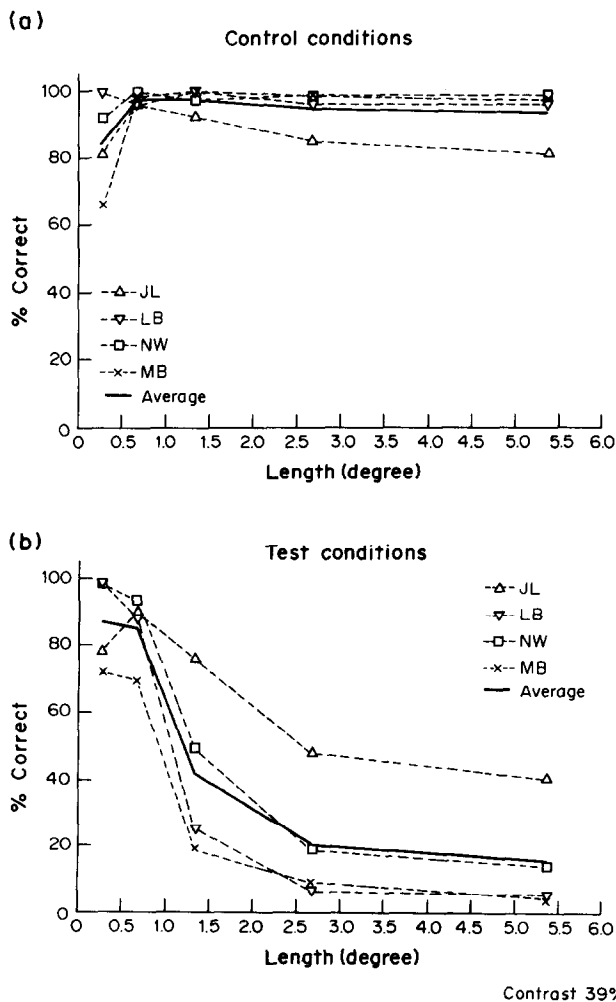 (a)
Control conditions
100
80
60
40
20
0
% Correct
JL
LB
NW
MB
Average
0 0.5 1.0 1.5 2.0 2.5 3.0 3.5 4.0 4.5 5.0 5.5 6.0
Length (degree)
(b)
Test conditions
100
80
60
40
20
0
% Correct
JL
LB
NW
MB
Average
0 0.5 1.0 1.5 2.0 2.5 3.0 3.5 4.0 4.5 5.0 5.5 6.0
Length (degree)
Contrast 39%